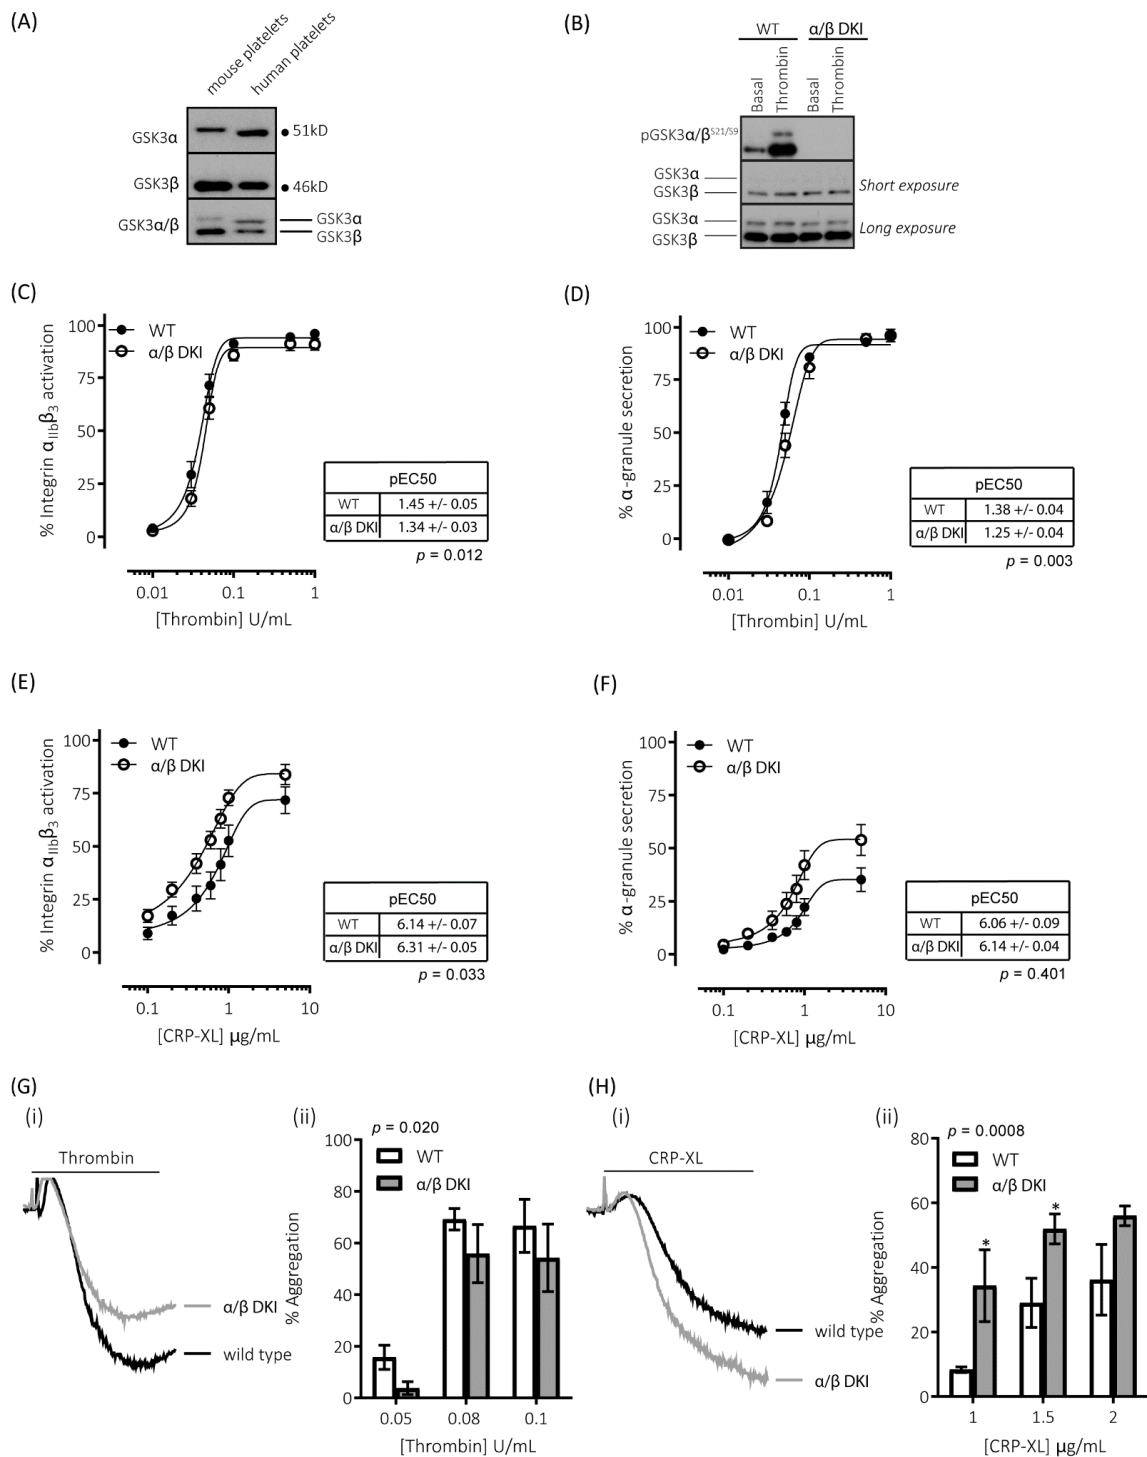 (A)
mouse platelets
human platelets
GSK3α
51kD
GSK3β
46kD
GSK3α/β
GSK3α
GSK3β
(B)
WT
α/β DKI
Basal
Thrombin
Basal
Thrombin
pGSK3α/βS21/S9
GSK3α
GSK3β
Short exposure
GSK3α
GSK3β
Long exposure
(C)
% Integrin αIIbβ3 activation
100
75
50
25
0
WT
α/β DKI
pEC50
WT 1.45 +/- 0.05
α/β DKI 1.34 +/- 0.03
p = 0.012
0.01 0.1 1
[Thrombin] U/mL
(D)
% α-granule secretion
100
75
50
25
0
WT
α/β DKI
pEC50
WT 1.38 +/- 0.04
α/β DKI 1.25 +/- 0.04
p = 0.003
0.01 0.1 1
[Thrombin] U/mL
(E)
% Integrin αIIbβ3 activation
100
75
50
25
0
WT
α/β DKI
pEC50
WT 6.14 +/- 0.07
α/β DKI 6.31 +/- 0.05
p = 0.033
0.1 1 10
[CRP-XL] µg/mL
(F)
% α-granule secretion
100
75
50
25
0
WT
α/β DKI
pEC50
WT 6.06 +/- 0.09
α/β DKI 6.14 +/- 0.04
p = 0.401
0.1 1 10
[CRP-XL] µg/mL
(G)
(i)
Thrombin
α/β DKI
wild type
(ii)
p = 0.020
WT
α/β DKI
% Aggregation
100
80
60
40
20
0
0.05 0.08 0.1
[Thrombin] U/mL
(H)
(i)
CRP-XL
wild type
α/β DKI
(ii)
p = 0.0008
WT
α/β DKI
% Aggregation
80
60
40
20
0
* *
1 1.5 2
[CRP-XL] µg/mL